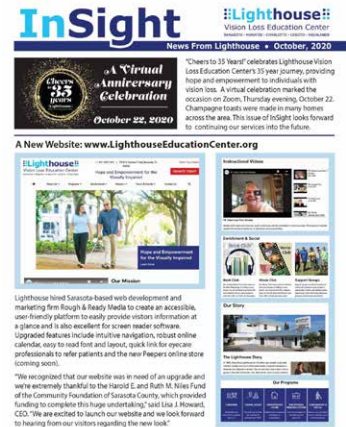 InSight
Lighthouse
Vision Loss Education Center
SARASOTA • MANATEE • CHARLOTTE • DESOTO • HIGHLANDS
News From Lighthouse • October, 2020
Cheers
to
35
Years
A Virtual
Anniversary
Celebration
October 22, 2020
"Cheers to 35 Years!" celebrates Lighthouse Vision
Loss Education Center's 35 year journey, providing
hope and empowerment to individuals with
vision loss. A virtual celebration marked the
occasion on Zoom, Thursday evening, October 22.
Champagne toasts were made in many homes
across the area. This issue of InSight looks forward
to continuing our services into the future.
A New Website: www.LighthouseEducationCenter.org
Lighthouse
Vision Loss Education Center
Hope and Empowerment for the
Visually Impaired
Hope and Empowerment
for the Visually Impaired
Our Mission
Instructional Videos
Enrichment & Social
Book Club
Music Club
Support Groups
Our Story
The Lighthouse Story
Our Programs
Lighthouse hired Sarasota-based web development and
marketing firm Rough & Ready Media to create an accessible,
user-friendly platform to easily provide visitors information at
a glance and is also excellent for screen reader software.
Upgraded features include intuitive navigation, robust online
calendar, easy to read font and layout, quick link for eyecare
professionals to refer patients and the new Peepers online store
(coming soon).
"We recognized that our website was in need of an upgrade and
we're extremely thankful to the Harold E. and Ruth M. Niles Fund
of the Community Foundation of Sarasota County, which provided
funding to complete this huge undertaking," said Lisa J. Howard,
CEO. "We are excited to launch our website and we look forward
to hearing from our visitors regarding the new look."